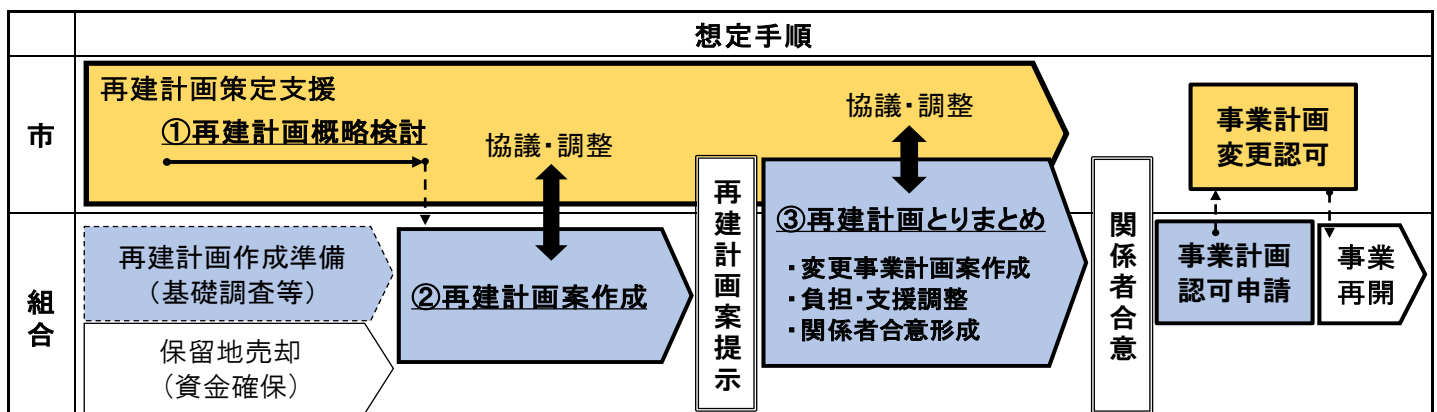 想定手順
市
再建計画策定支援
①再建計画概略検討
協議・調整
協議・調整
事業計画
変更認可
組合
再建計画作成準備
（基礎調査等）
保留地売却
（資金確保）
②再建計画案作成
再建計画案提示
③再建計画とりまとめ
・変更事業計画案作成
・負担・支援調整
・関係者合意形成
関係者合意
事業計画
認可申請
事業
再開